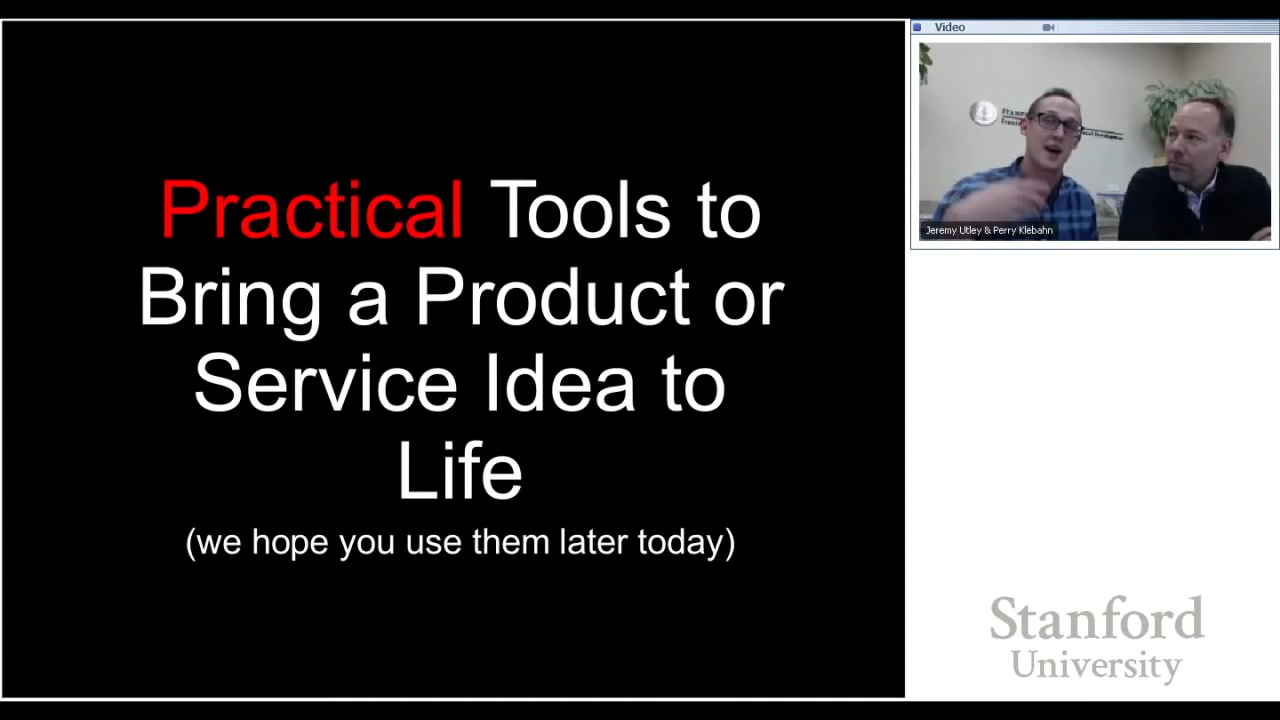 Practical Tools to
Bring a Product or
Service Idea to
Life
(we hope you use them later today)
Video
Jeremy Utley & Perry Klebahn
Stanford
University